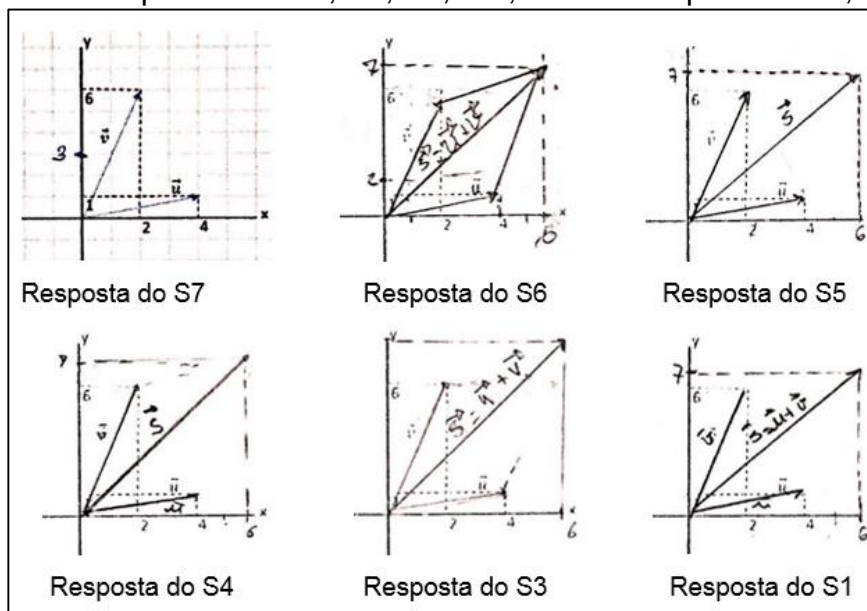 y
6
3
v⃗
1
u⃗
2
4
x
Resposta do S7
y
7
6
v⃗
s⃗ = u⃗ + v⃗
2
u⃗
2
4
x
Resposta do S6
y
7
6
v⃗
s⃗
u⃗
2
4
6
Resposta do S5
y
7
6
v⃗
s⃗
u⃗
u
2
4
6
x
Resposta do S4
y
6
v⃗
s⃗ = u⃗ + v⃗
u⃗
2
4
6
x
Resposta do S3
y
7
6
v⃗
s⃗ = u⃗ + v⃗
u⃗
u
2
4
6
Resposta do S1